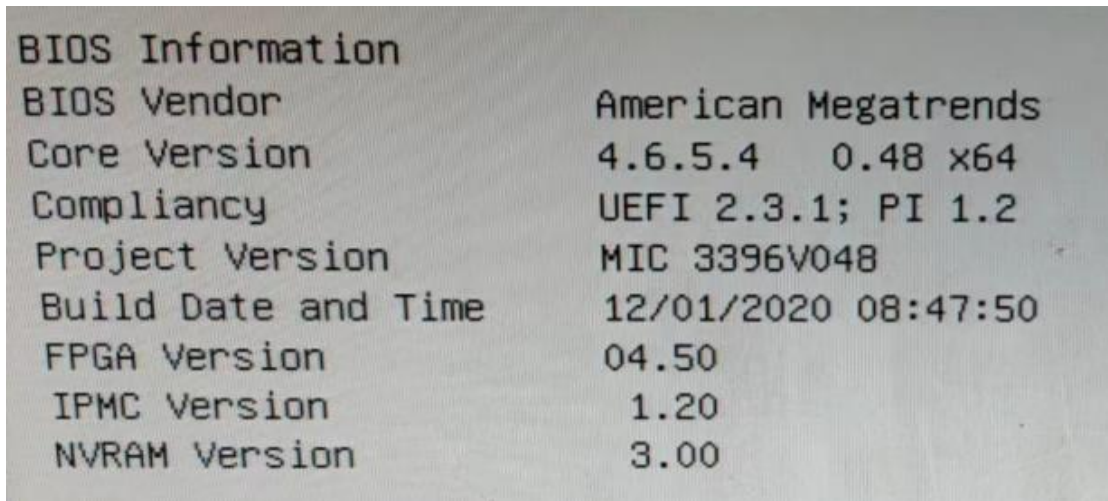 BIOS Information
BIOS Vendor American Megatrends
Core Version 4.6.5.4 0.48 x64
Compliancy UEFI 2.3.1; PI 1.2
Project Version MIC 3396V048
Build Date and Time 12/01/2020 08:47:50
FPGA Version 04.50
IPMC Version 1.20
NVRAM Version 3.00